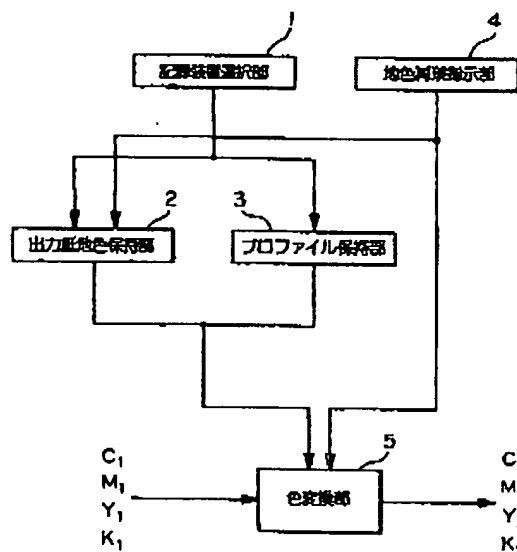 1
4
記録装置選択部
地色再現指示部
2
3
出力紙地色保持部
プロファイル保持部
5
色変換部
C₁
M₁
Y₁
K₁
C
M
Y
K